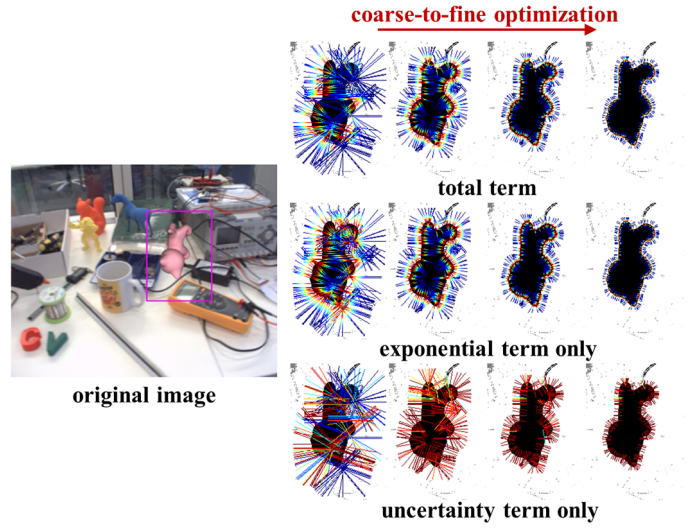 coarse-to-fine optimization
total term
exponential term only
original image
uncertainty term only
C V